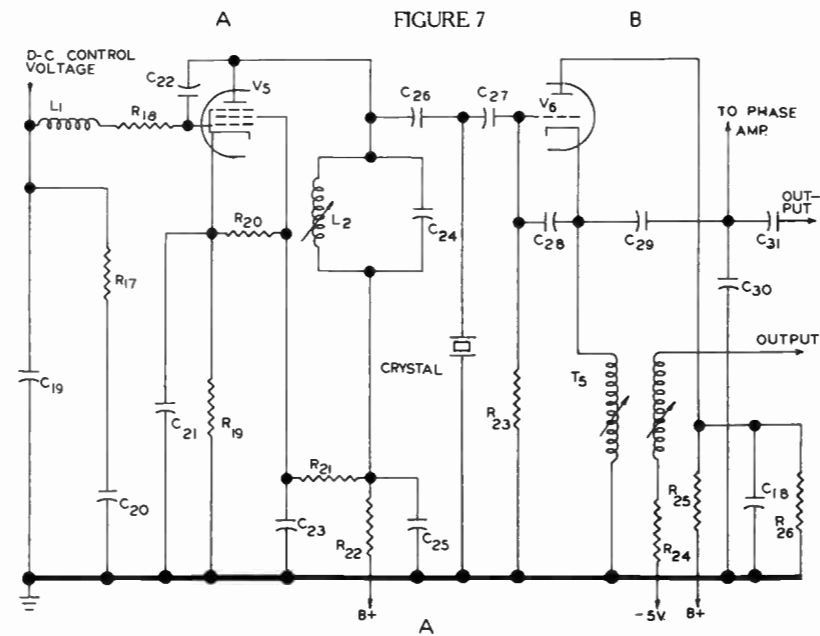 A
FIGURE 7
B
D-C CONTROL
VOLTAGE
C22
V5
L1
R18
C26
C27
V6
TO PHASE
AMP.
R20
L2
C24
C28
C29
C31
OUT-
PUT
R17
C30
OUTPUT
CRYSTAL
T5
C19
C21
R19
R23
R21
C20
C23
R22
C25
R24
R25
C18
R26
B+
-5V.
B+
A